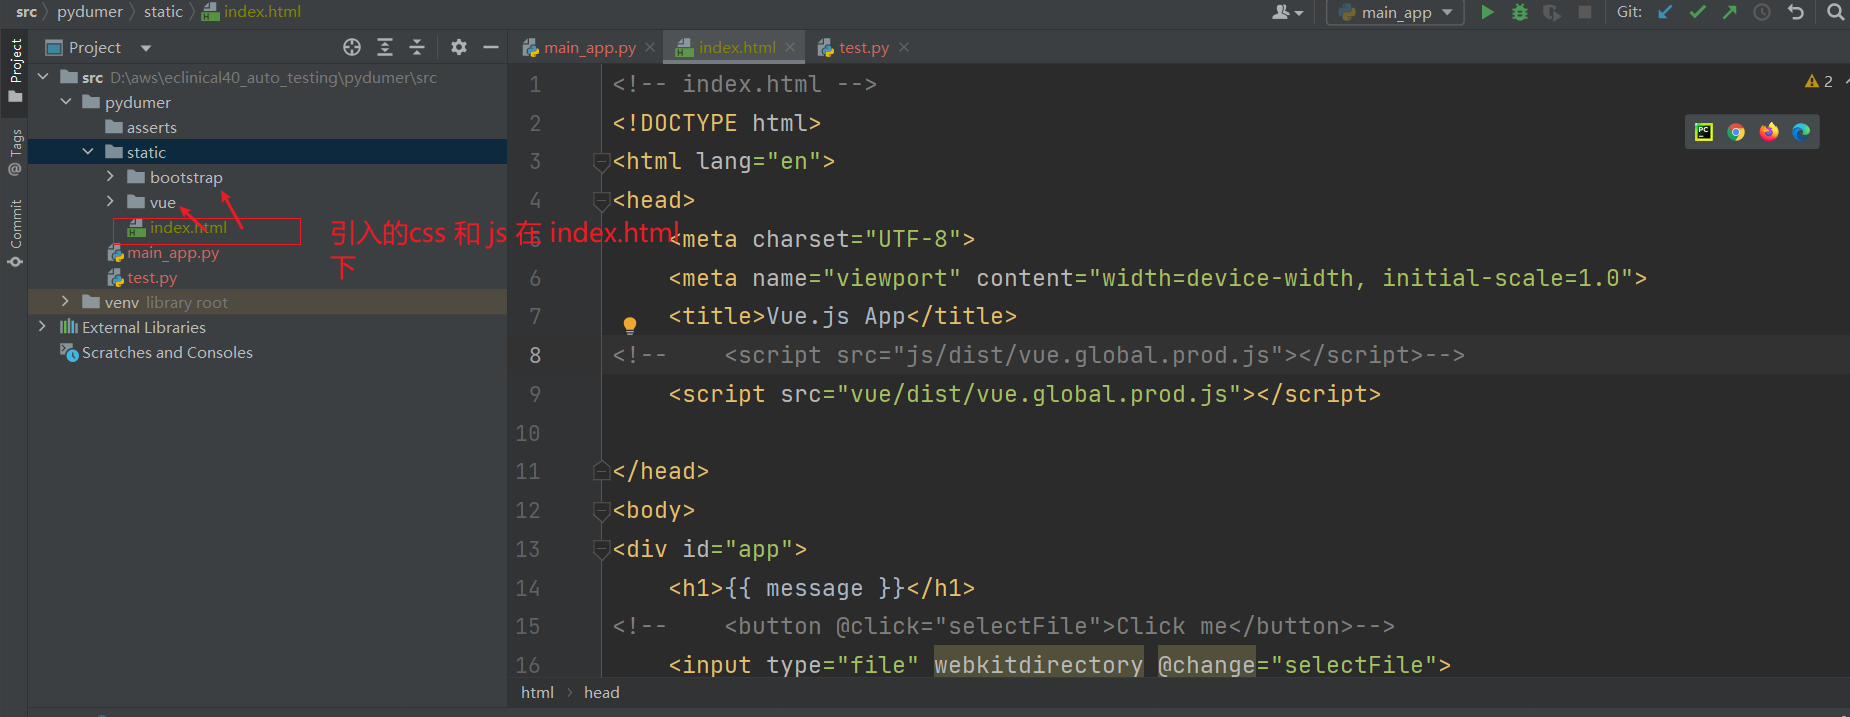 src pydumer static index.html
main_app
Git:
Project
main_app.py
index.html
test.py
Project
Tags
Commit
src D:\aws\eclinical40_auto_testing\pydumer\src
pydumer
asserts
static
bootstrap
vue
index.html
main_app.py
test.py
venv library root
External Libraries
Scratches and Consoles
引入的css 和 js 在 index.html
下
2
1 <!-- index.html -->
2 <!DOCTYPE html>
3 <html lang="en">
4 <head>
5 <meta charset="UTF-8">
6 <meta name="viewport" content="width=device-width, initial-scale=1.0">
7 <title>Vue.js App</title>
8 <!-- <script src="js/dist/vue.global.prod.js"></script>-->
9 <script src="vue/dist/vue.global.prod.js"></script>
10
11 </head>
12 <body>
13 <div id="app">
14 <h1>{{ message }}</h1>
15 <!-- <button @click="selectFile">Click me</button>-->
16 <input type="file" webkitdirectory @change="selectFile">
html head